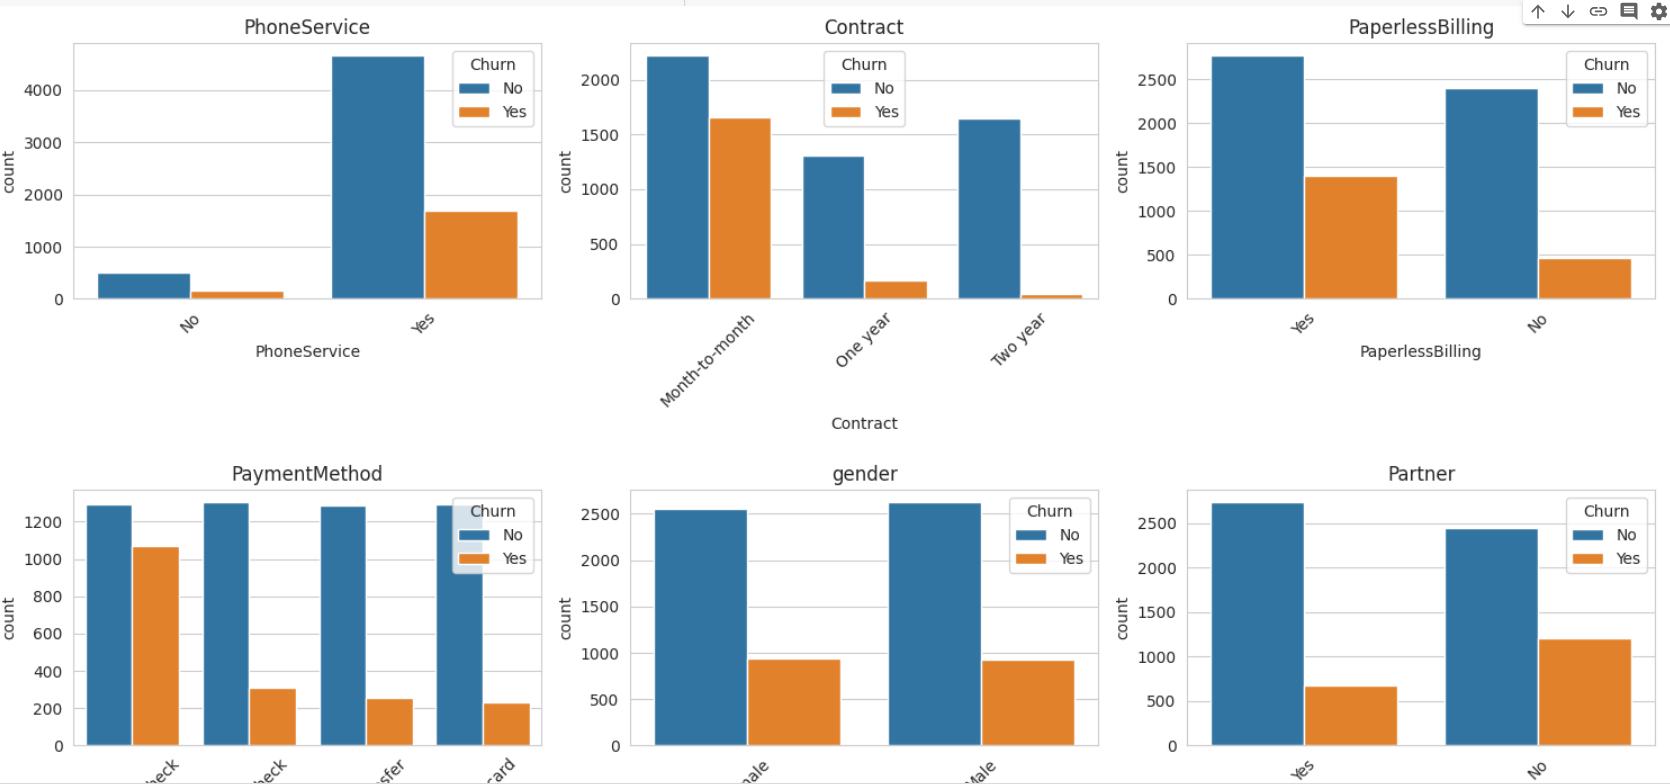 PhoneService
Churn
No
Yes
4000
3000
2000
1000
0
count
No
Yes
PhoneService
Contract
Churn
No
Yes
2000
1500
1000
500
0
count
Month-to-month
One year
Two year
Contract
PaperlessBilling
Churn
No
Yes
2500
2000
1500
1000
500
0
count
Yes
No
PaperlessBilling
PaymentMethod
Churn
No
Yes
1200
1000
800
600
400
200
0
count
gender
Churn
No
Yes
2500
2000
1500
1000
500
0
count
Male
Partner
Churn
No
Yes
2500
2000
1500
1000
500
0
count
Yes
No